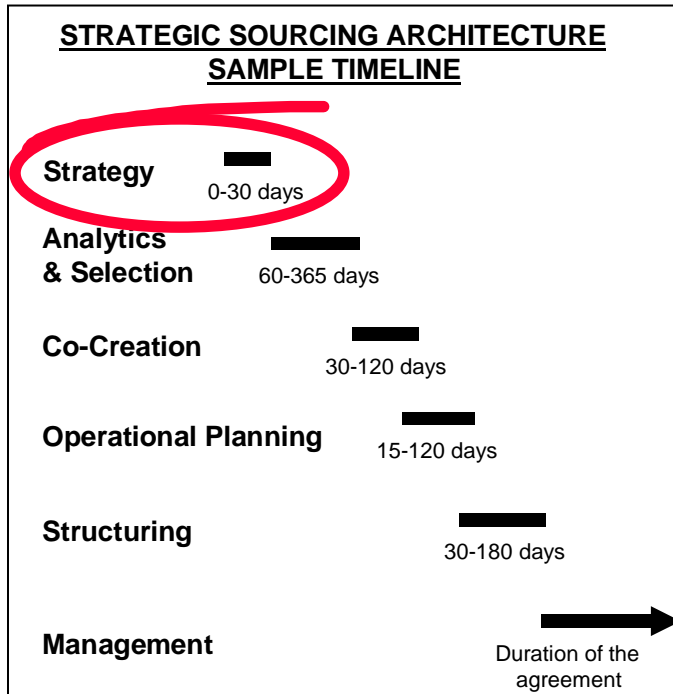 STRATEGIC SOURCING ARCHITECTURE
SAMPLE TIMELINE
Strategy
0-30 days
Analytics
& Selection
60-365 days
Co-Creation
30-120 days
Operational Planning
15-120 days
Structuring
30-180 days
Management
Duration of the
agreement